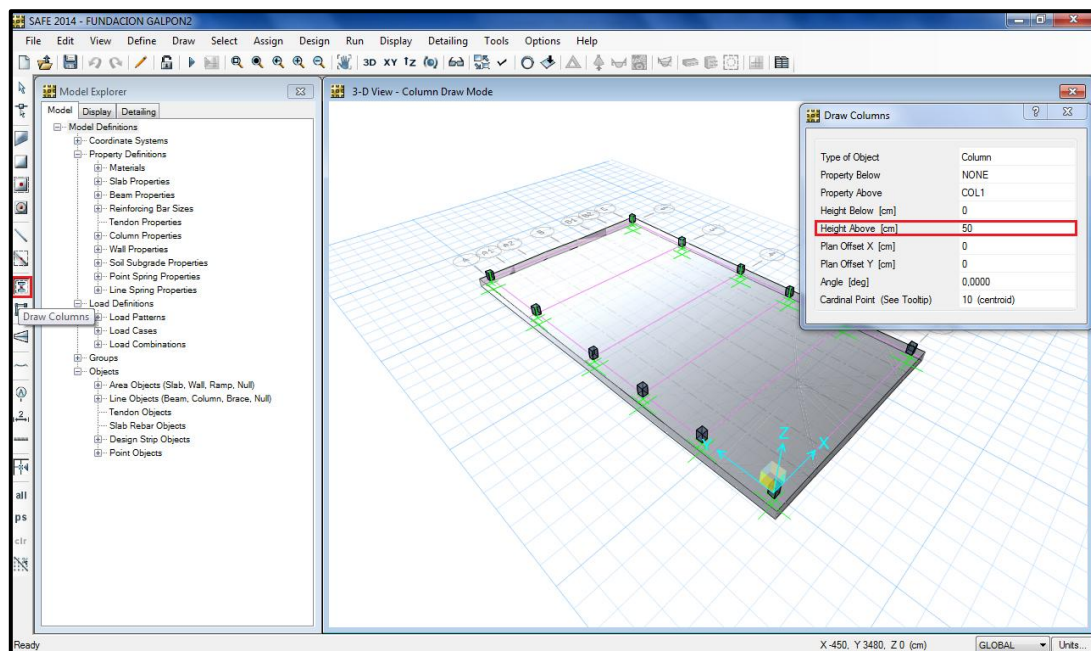 SAFE 2014 - FUNDACION GALPON2
File Edit View Define Draw Select Assign Design Run Display Detailing Tools Options Help
3D XY
Model Explorer
Model Display Detailing
Model Definitions
Coordinate Systems
Property Definitions
Materials
Slab Properties
Beam Properties
Reinforcing Bar Sizes
Tendon Properties
Column Properties
Wall Properties
Soil Subgrade Properties
Point Spring Properties
Line Spring Properties
Load Definitions
Draw Columns
Load Patterns
Load Cases
Load Combinations
Groups
Objects
Area Objects (Slab, Wall, Ramp, Null)
Line Objects (Beam, Column, Brace, Null)
Tendon Objects
Slab Rebar Objects
Design Strip Objects
Point Objects
all
ps
clr
3-D View - Column Draw Mode
Z
X
Draw Columns
Type of Object Column
Property Below NONE
Property Above COL1
Height Below [cm] 0
Height Above [cm] 50
Plan Offset X [cm] 0
Plan Offset Y [cm] 0
Angle [deg] 0,0000
Cardinal Point (See Tooltip) 10 (centroid)
Ready
X -450, Y 3480, Z 0 (cm)
GLOBAL
Units...